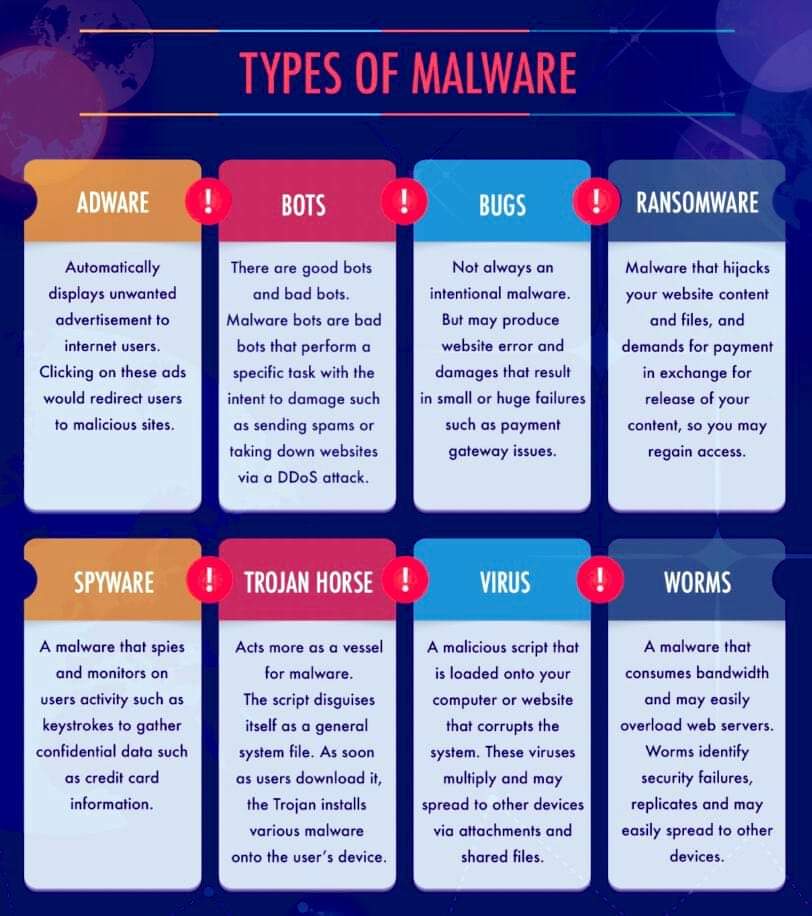 TYPES OF MALWARE
ADWARE
Automatically
displays unwanted
advertisement to
internet users.
Clicking on these ads
would redirect users
to malicious sites.
!
BOTS
There are good bots
and bad bots.
Malware bots are bad
bots that perform a
specific task with the
intent to damage such
as sending spams or
taking down websites
via a DDoS attack.
!
BUGS
Not always an
intentional malware.
But may produce
website error and
damages that result
in small or huge failures
such as payment
gateway issues.
!
RANSOMWARE
Malware that hijacks
your website content
and files, and
demands for payment
in exchange for
release of your
content, so you may
regain access.
SPYWARE
A malware that spies
and monitors on
users activity such as
keystrokes to gather
confidential data such
as credit card
information.
!
TROJAN HORSE
Acts more as a vessel
for malware.
The script disguises
itself as a general
system file. As soon
as users download it,
the Trojan installs
various malware
onto the user's device.
!
VIRUS
A malicious script that
is loaded onto your
computer or website
that corrupts the
system. These viruses
multiply and may
spread to other devices
via attachments and
shared files.
!
WORMS
A malware that
consumes bandwidth
and may easily
overload web servers.
Worms identify
security failures,
replicates and may
easily spread to other
devices.